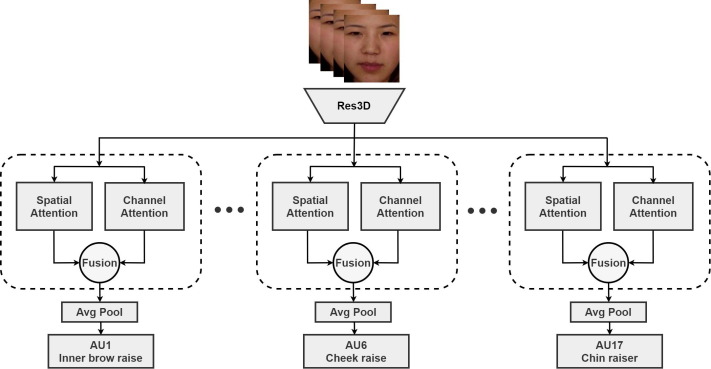 Res3D
Spatial
Attention
Channel
Attention
Spatial
Attention
Channel
Attention
Spatial
Attention
Channel
Attention
Fusion
Fusion
Fusion
Avg Pool
Avg Pool
Avg Pool
AU1
Inner brow raise
AU6
Cheek raise
AU17
Chin raiser